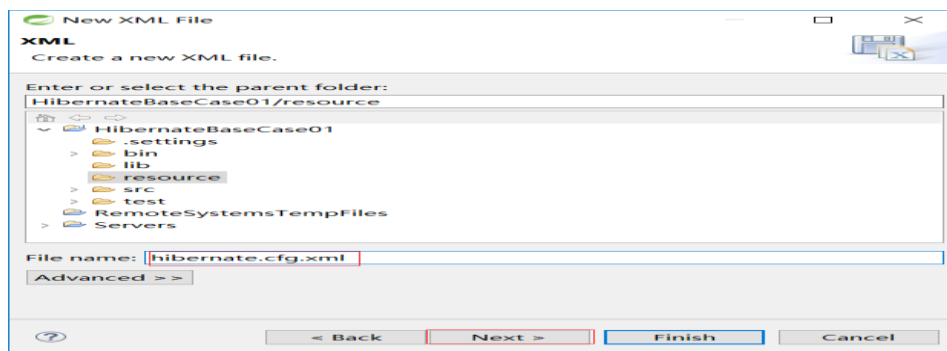 New XML File
XML
Create a new XML file.
Enter or select the parent folder:
HibernateBaseCase01/resource
HibernateBaseCase01
.settings
bin
lib
resource
src
test
RemoteSystemsTempFiles
Servers
File name: hibernate.cfg.xml
Advanced >>
< Back Next > Finish Cancel